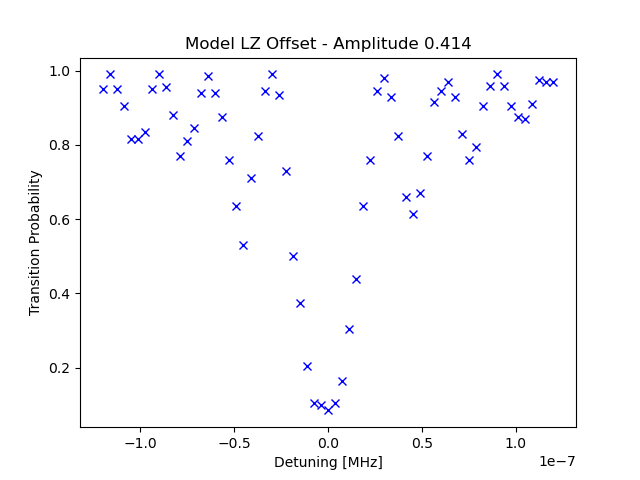 Model LZ Offset - Amplitude 0.414
Transition Probability
1.0
0.8
0.6
0.4
0.2
−1.0 −0.5 0.0 0.5 1.0
1e−7
Detuning [MHz]